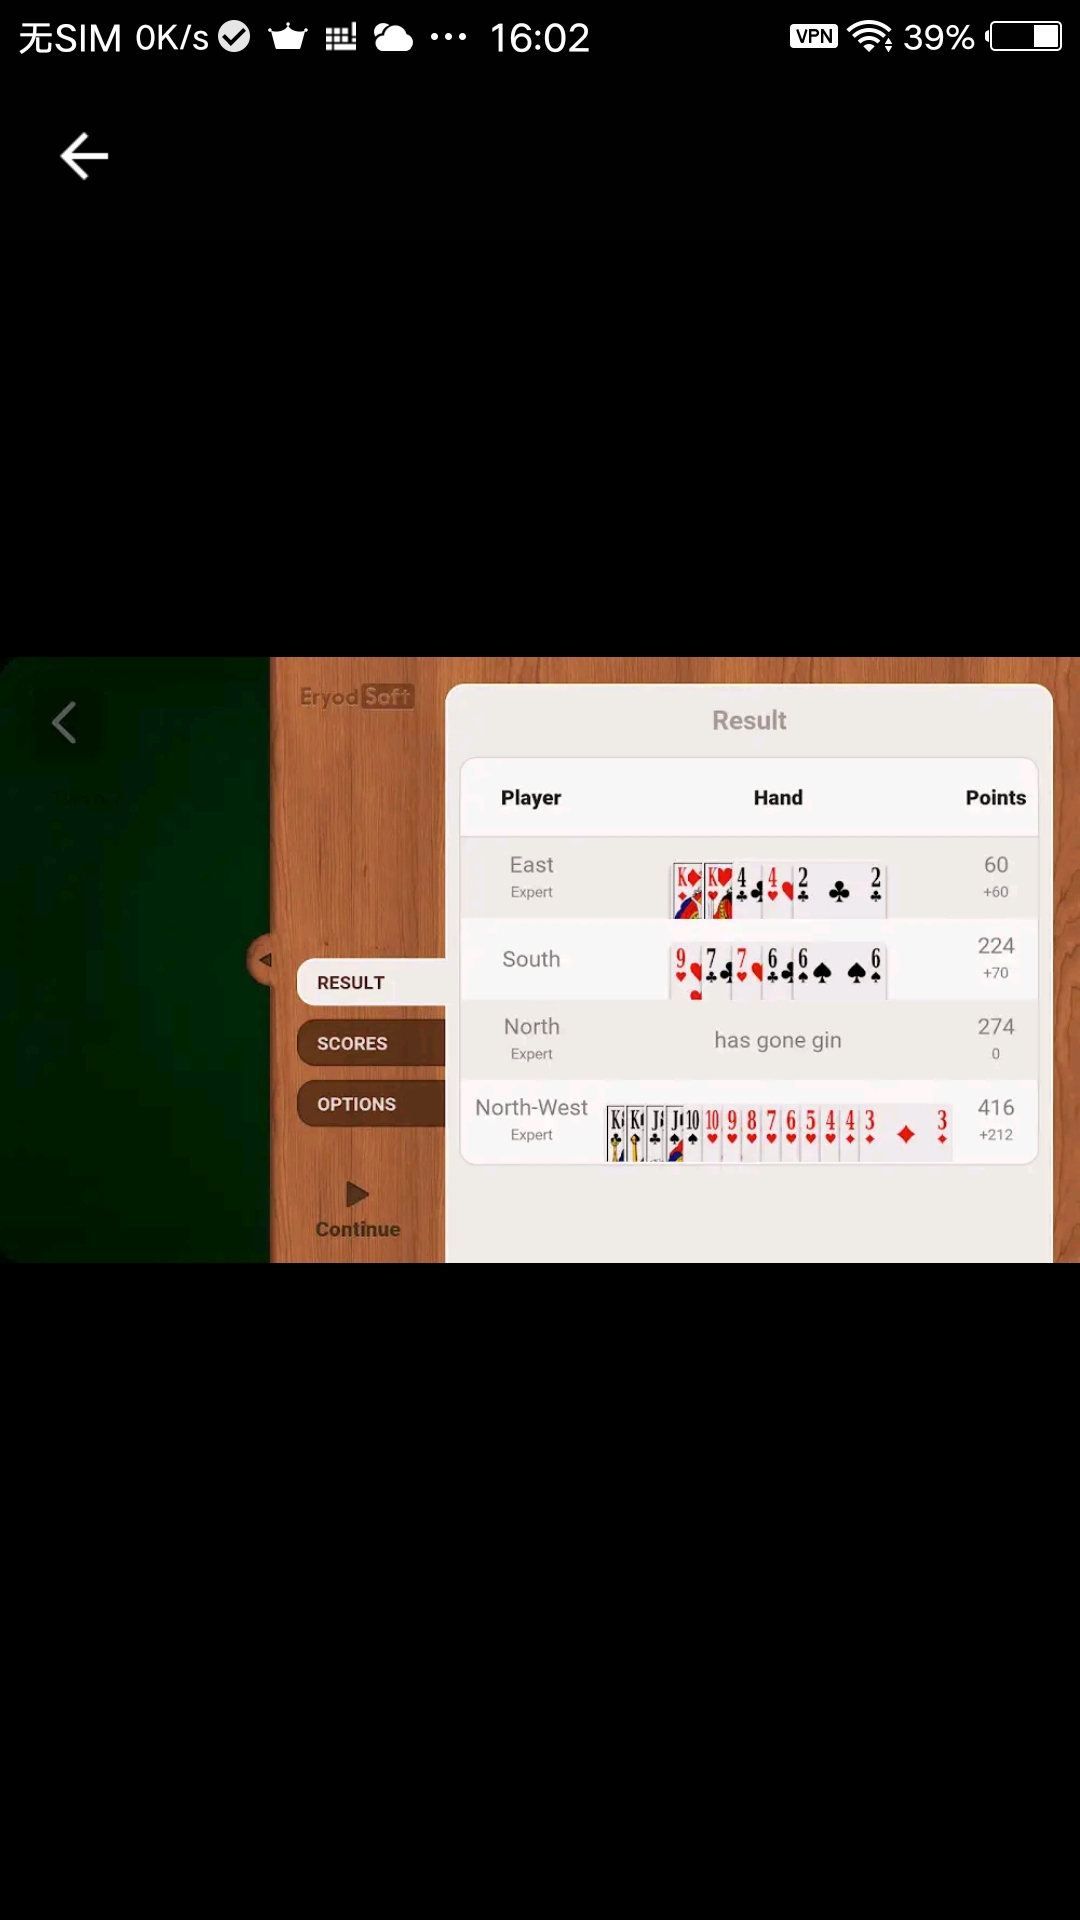 无SIM 0K/s 16:02 VPN 39%
EryodSoft
Result
Player Hand Points
East
Expert
K K 4 4 2 2
60
+60
South
9 7 7 6 6 6
224
+70
North
Expert
has gone gin
274
0
North-West
Expert
K K J J 10 10 9 8 7 6 5 4 4 3 3
416
+212
RESULT
SCORES
OPTIONS
Continue